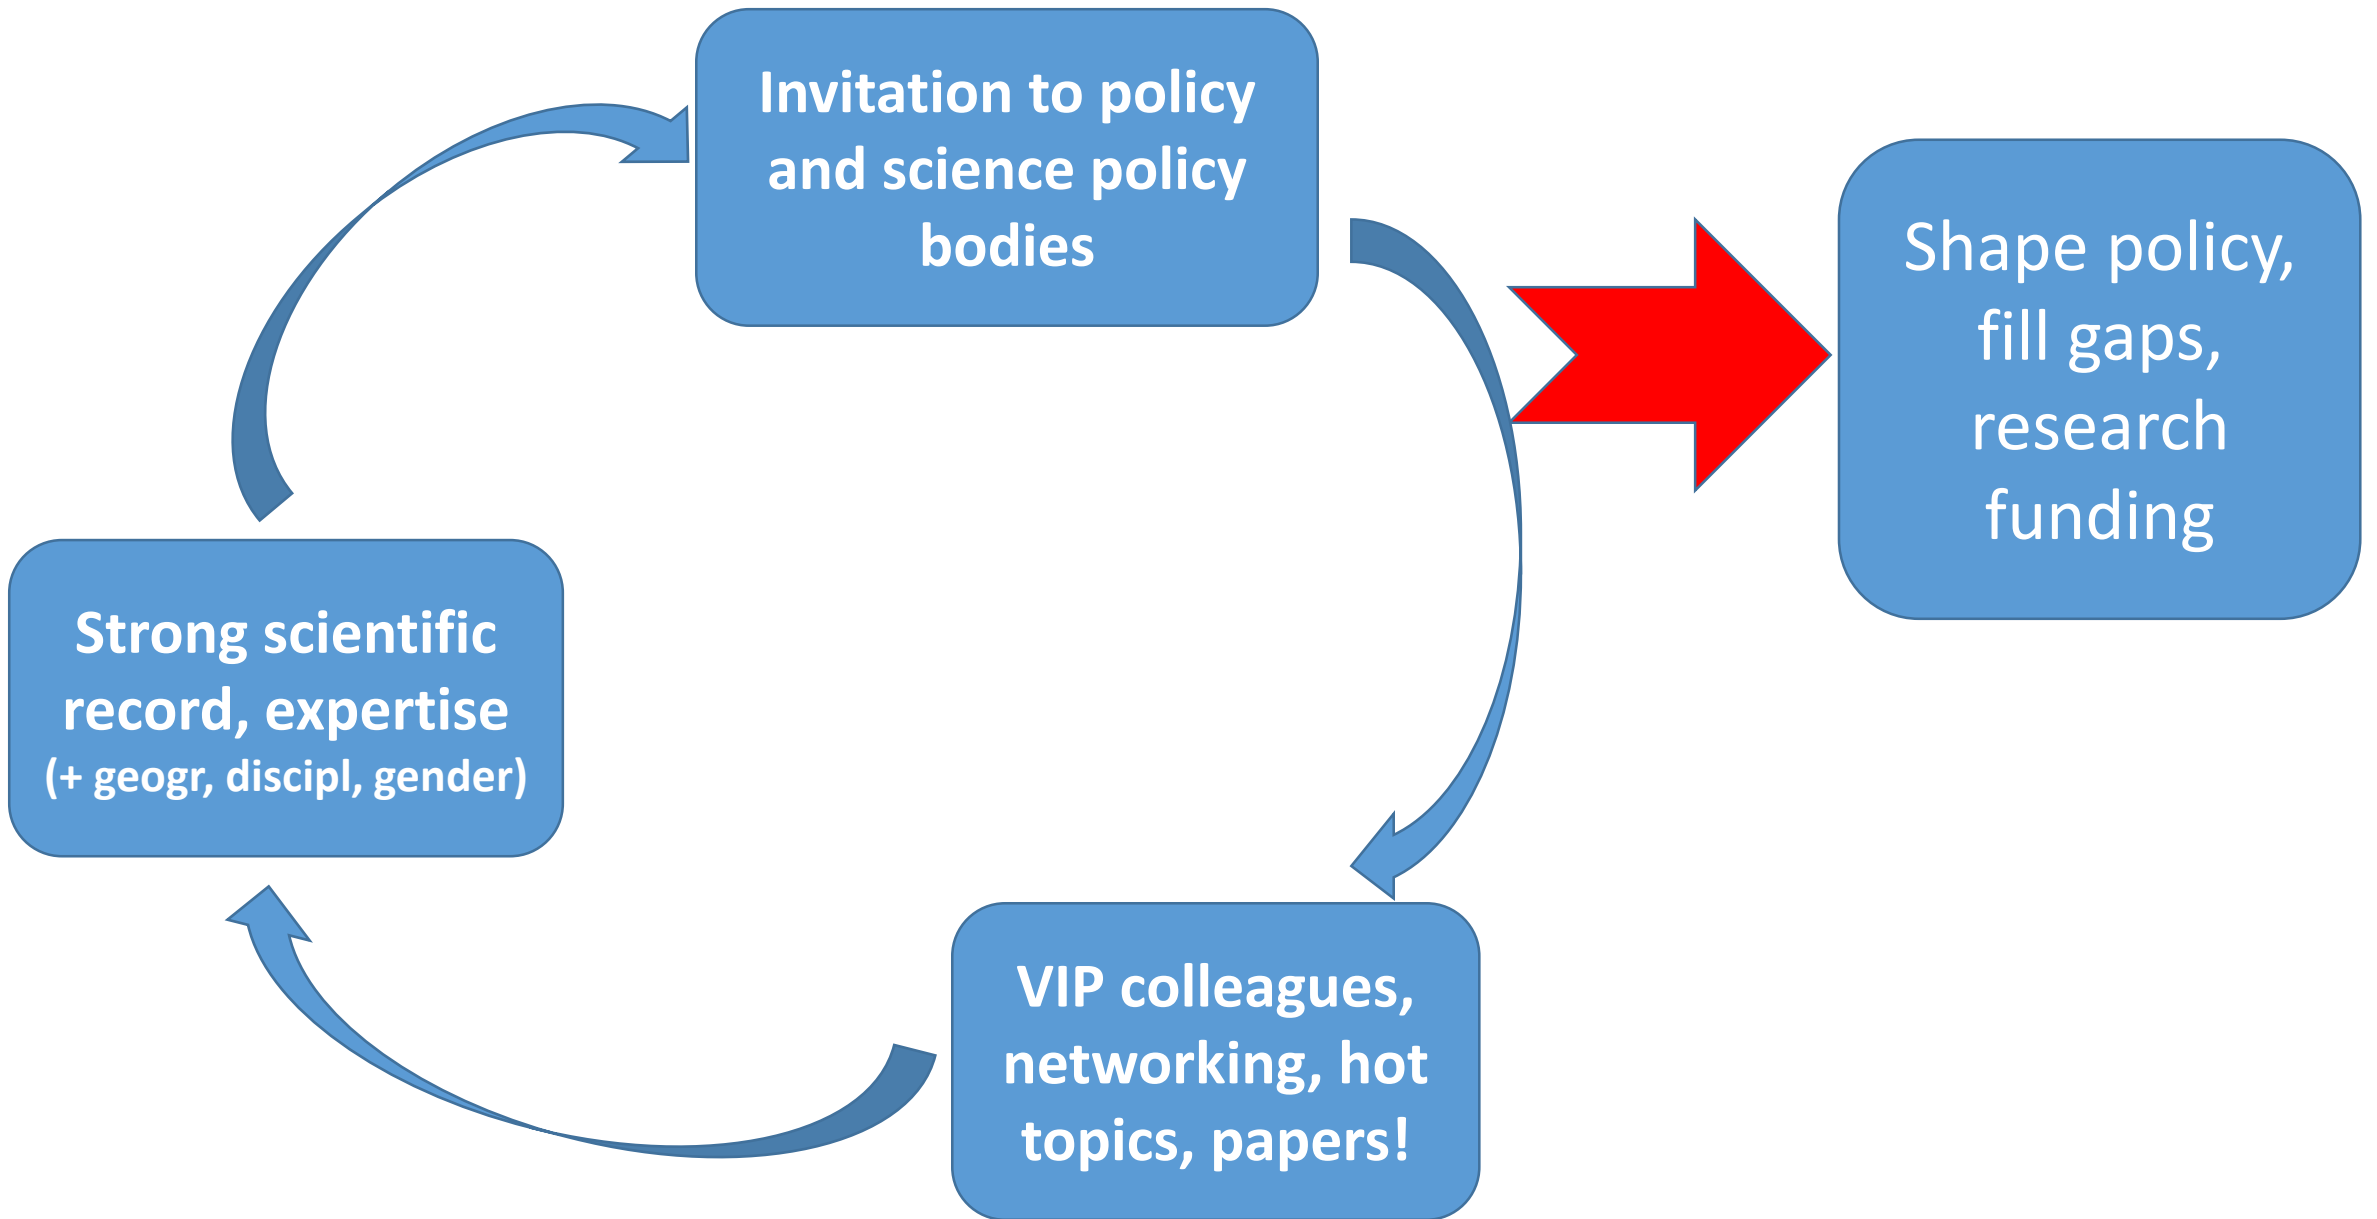 Invitation to policy
and science policy
bodies
Shape policy,
fill gaps,
research
funding
Strong scientific
record, expertise
(+ geogr, discipl, gender)
VIP colleagues,
networking, hot
topics, papers!